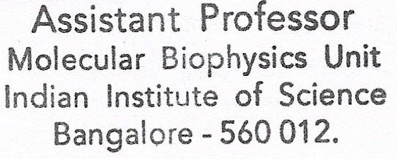 Assistant Professor
Molecular Biophysics Unit
Indian Institute of Science
Bangalore - 560 012.